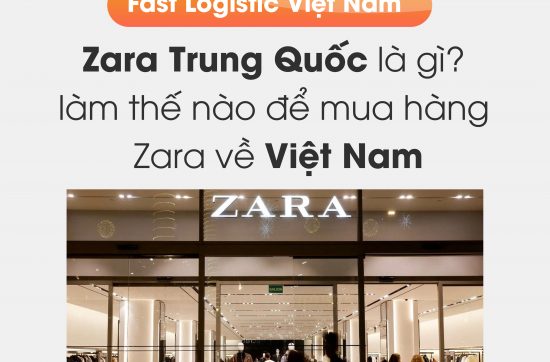 Fast Logistic Việt Nam
Zara Trung Quốc là gì?
làm thế nào để mua hàng
Zara về Việt Nam
ZARA